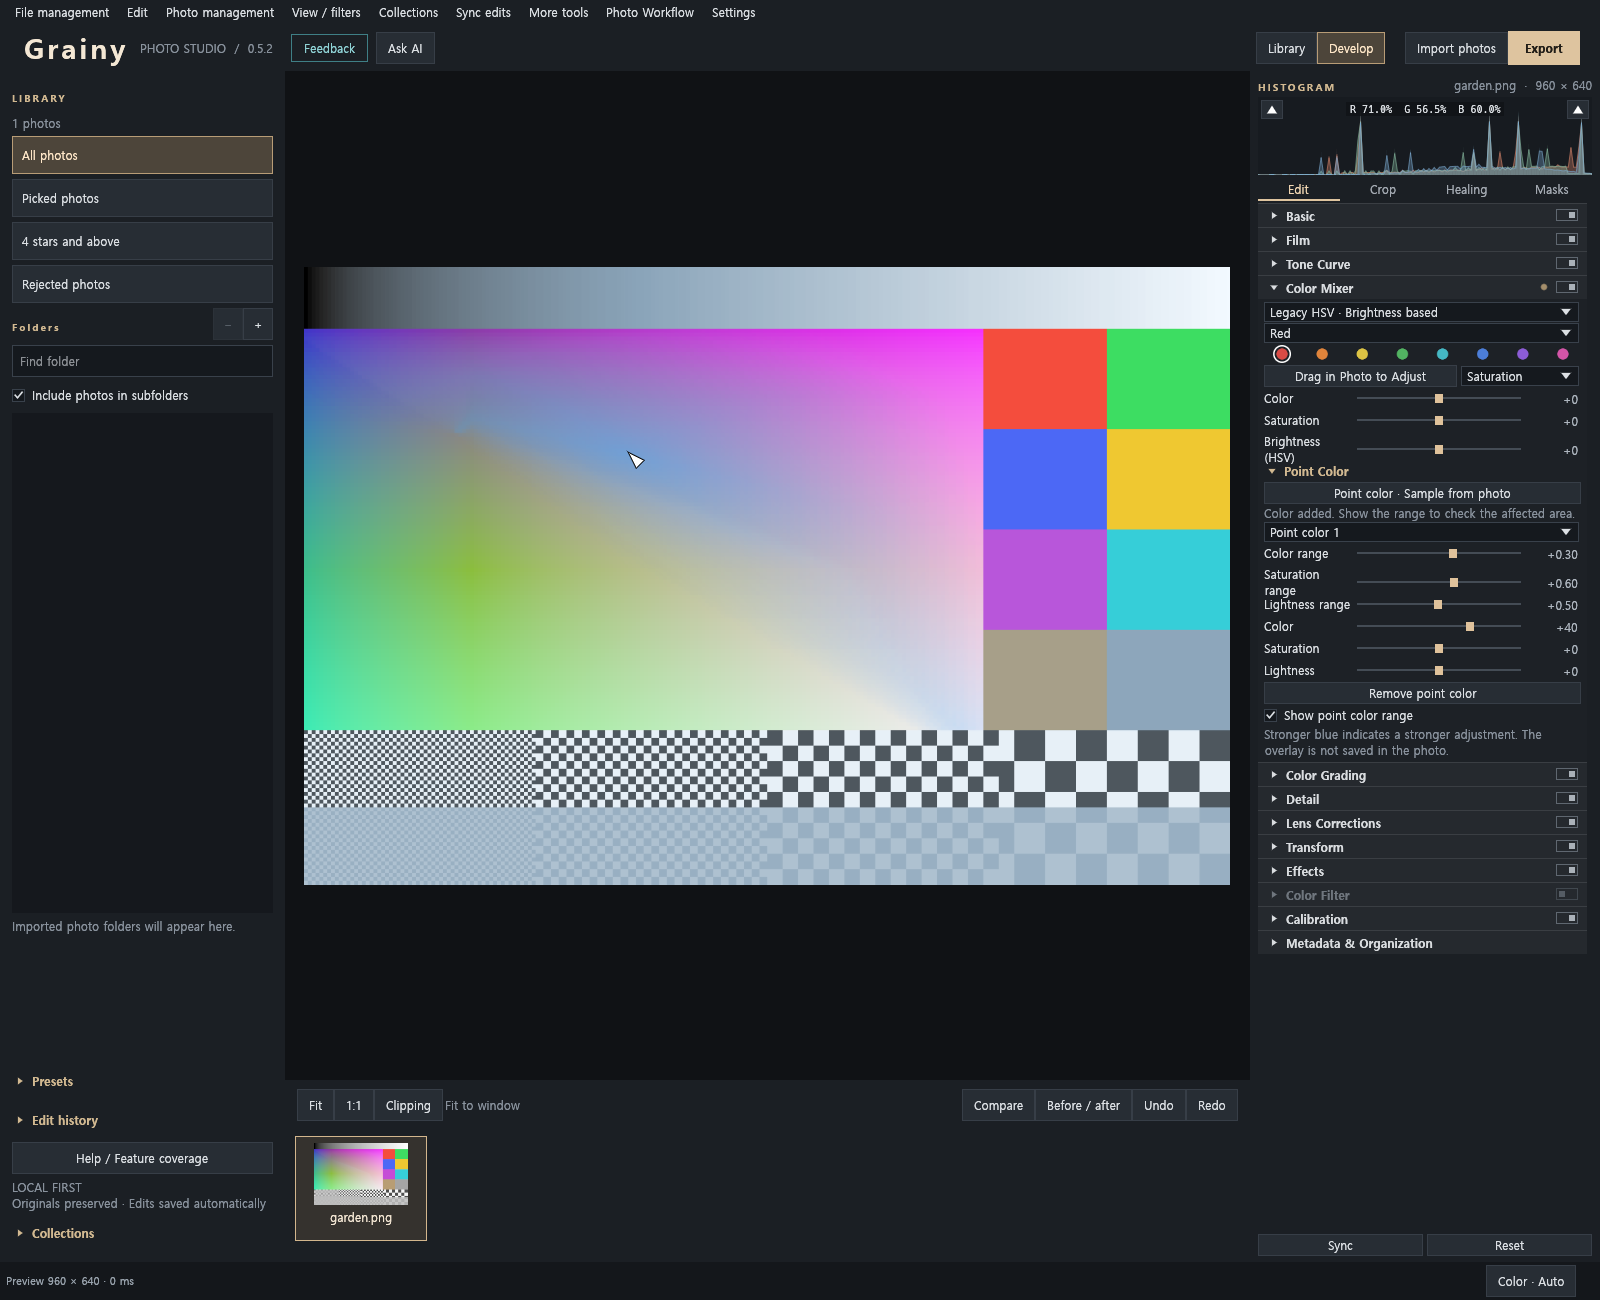 File management Edit Photo management View / filters Collections Sync edits More tools Photo Workflow Settings
Grainy PHOTO STUDIO / 0.5.2 Feedback Ask AI Library Develop Import photos Export
LIBRARY
1 photos
All photos
Picked photos
4 stars and above
Rejected photos
Folders − +
Find folder
Include photos in subfolders
Imported photo folders will appear here.
Presets
Edit history
Help / Feature coverage
LOCAL FIRST
Originals preserved · Edits saved automatically
Collections
Fit 1:1 Clipping Fit to window Compare Before / after Undo Redo
garden.png
HISTOGRAM garden.png · 960 × 640
R 71.0% G 56.5% B 60.0%
Edit Crop Healing Masks
Basic
Film
Tone Curve
Color Mixer
Legacy HSV · Brightness based
Red
Drag in Photo to Adjust Saturation
Color +0
Saturation +0
Brightness (HSV) +0
Point Color
Point color · Sample from photo
Color added. Show the range to check the affected area.
Point color 1
Color range +0.30
Saturation range +0.60
Lightness range +0.50
Color +40
Saturation +0
Lightness +0
Remove point color
Show point color range
Stronger blue indicates a stronger adjustment. The
overlay is not saved in the photo.
Color Grading
Detail
Lens Corrections
Transform
Effects
Color Filter
Calibration
Metadata & Organization
Sync Reset
Preview 960 × 640 · 0 ms Color · Auto